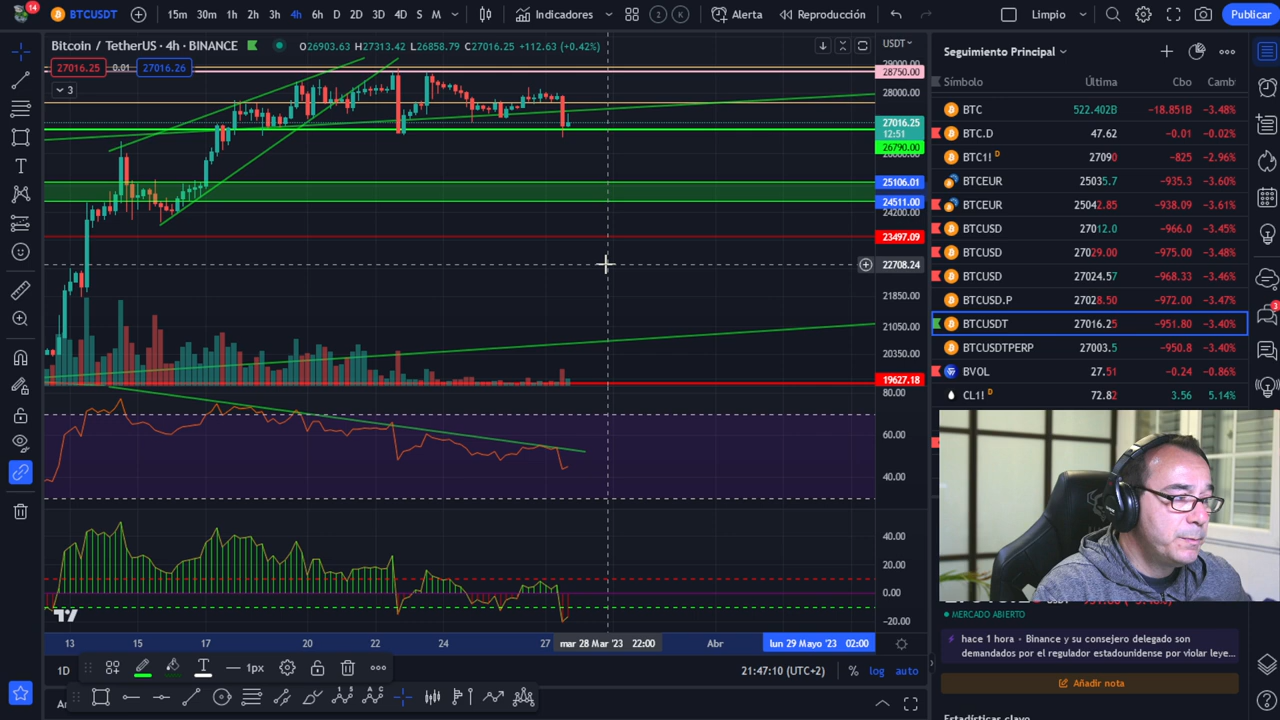 14
BTCUSDT
15m 30m 1h 2h 3h 4h 6h D 2D 3D 4D S M
Indicadores
2 K
Alerta
Reproducción
Limpio
Publicar
Bitcoin / TetherUS · 4h · BINANCE
O26903.63 H27313.42 L26858.79 C27016.25 +112.63 (+0.42%)
USDT
27016.25
0.01
27016.26
3
28750.00
28000.00
27016.25
12:51
26790.00
25106.01
24511.00
24200.00
23497.09
22708.24
21850.00
21050.00
20350.00
19627.18
80.00
60.00
40.00
40.00
20.00
0.00
−20.00
13 15 17 20 22 24 27 mar 28 Mar '23 22:00 Abr lun 29 Mayo '23 02:00
1D
1px
21:47:10 (UTC+2)
% log auto
Seguimiento Principal
Símbolo Última Cbo Camb
BTC 522.402B −18.851B −3.48%
BTC.D 47.62 −0.01 −0.02%
BTC1! D 27090 −825 −2.96%
BTCEUR 25035.7 −935.3 −3.60%
BTCEUR 25042.85 −938.09 −3.61%
BTCUSD 27012.0 −966.0 −3.45%
BTCUSD 27029.00 −975.00 −3.48%
BTCUSD 27024.57 −968.33 −3.46%
BTCUSD.P 27028.50 −972.00 −3.47%
BTCUSDT 27016.25 −951.80 −3.40%
BTCUSDTPERP 27003.5 −950.8 −3.40%
BVOL 27.51 −0.24 −0.86%
CL1! D 72.82 3.56 5.14%
3
MERCADO ABIERTO
hace 1 hora · Binance y su consejero delegado son
demandados por el regulador estadounidense por violar leye...
Añadir nota